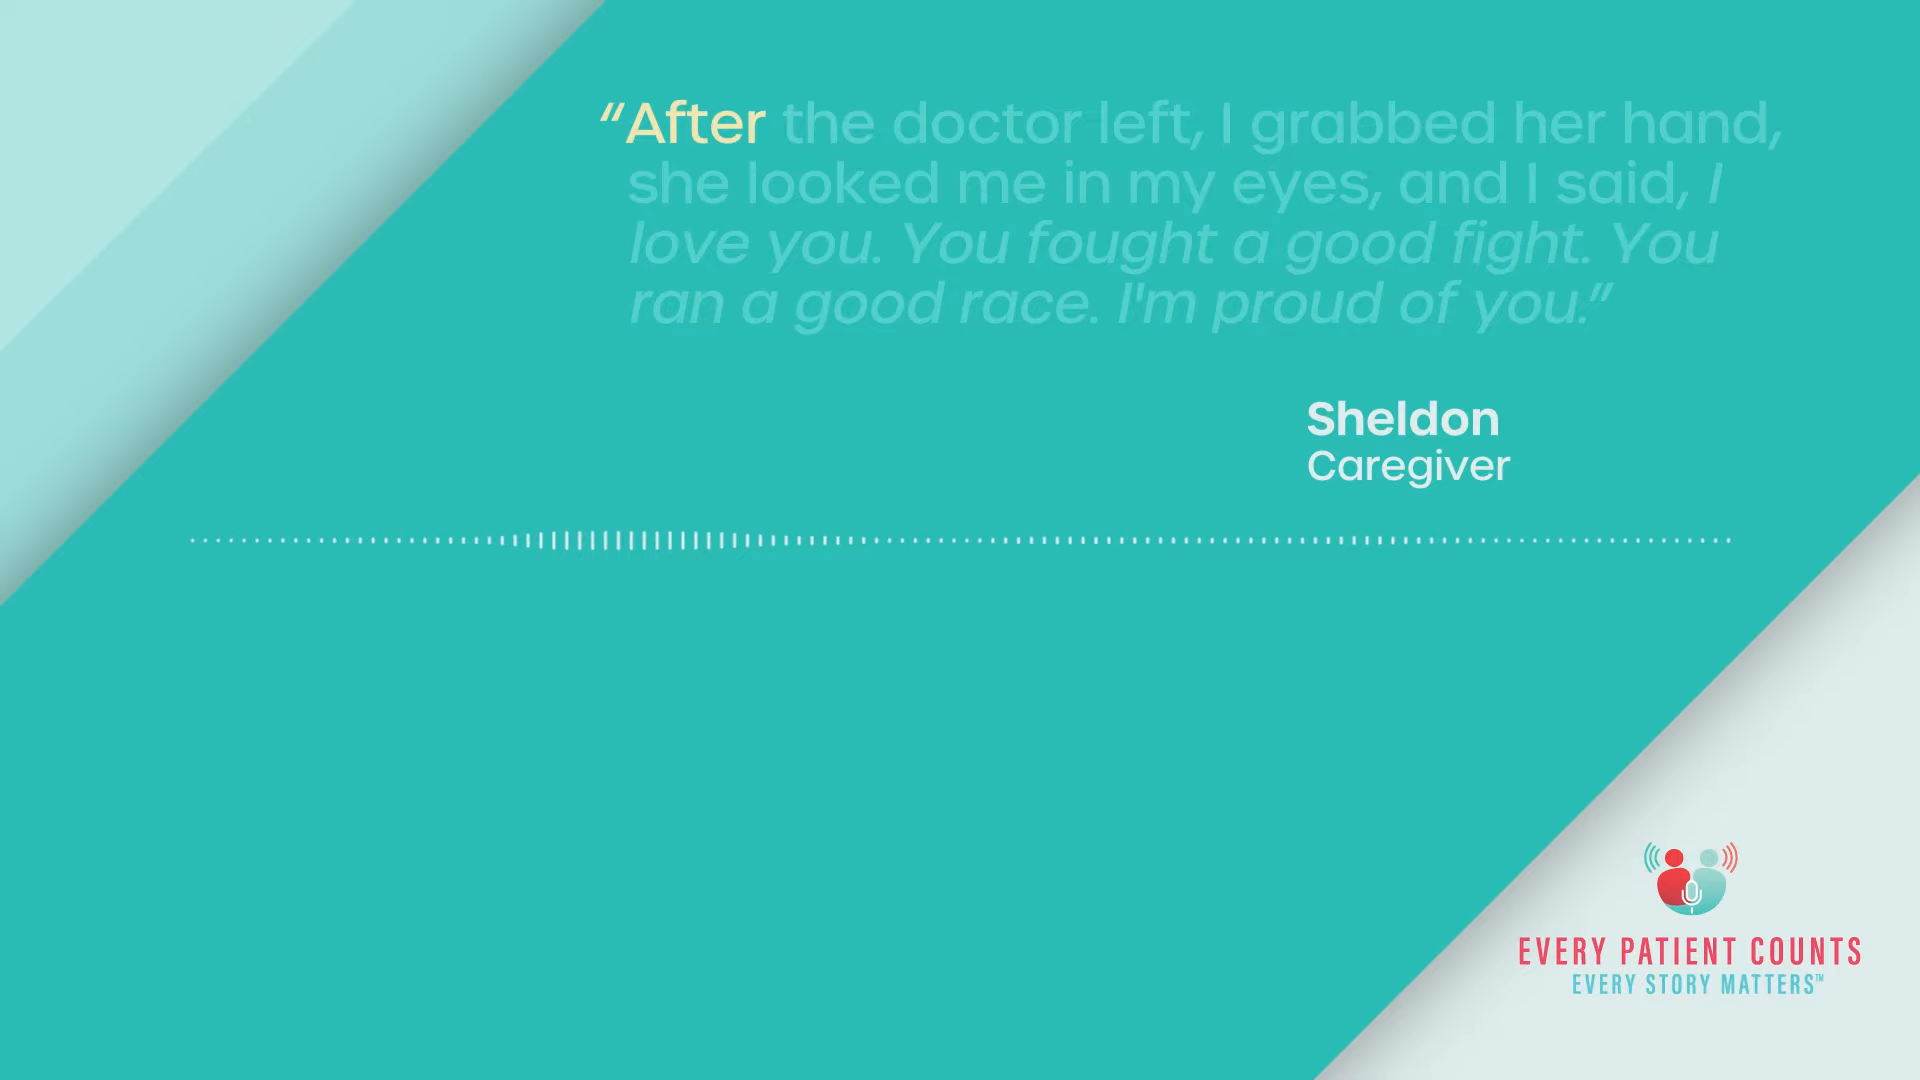 “After the doctor left, I grabbed her hand,
she looked me in my eyes, and I said, I
love you. You fought a good fight. You
ran a good race. I'm proud of you.”
Sheldon
Caregiver
EVERY PATIENT COUNTS
EVERY STORY MATTERS™